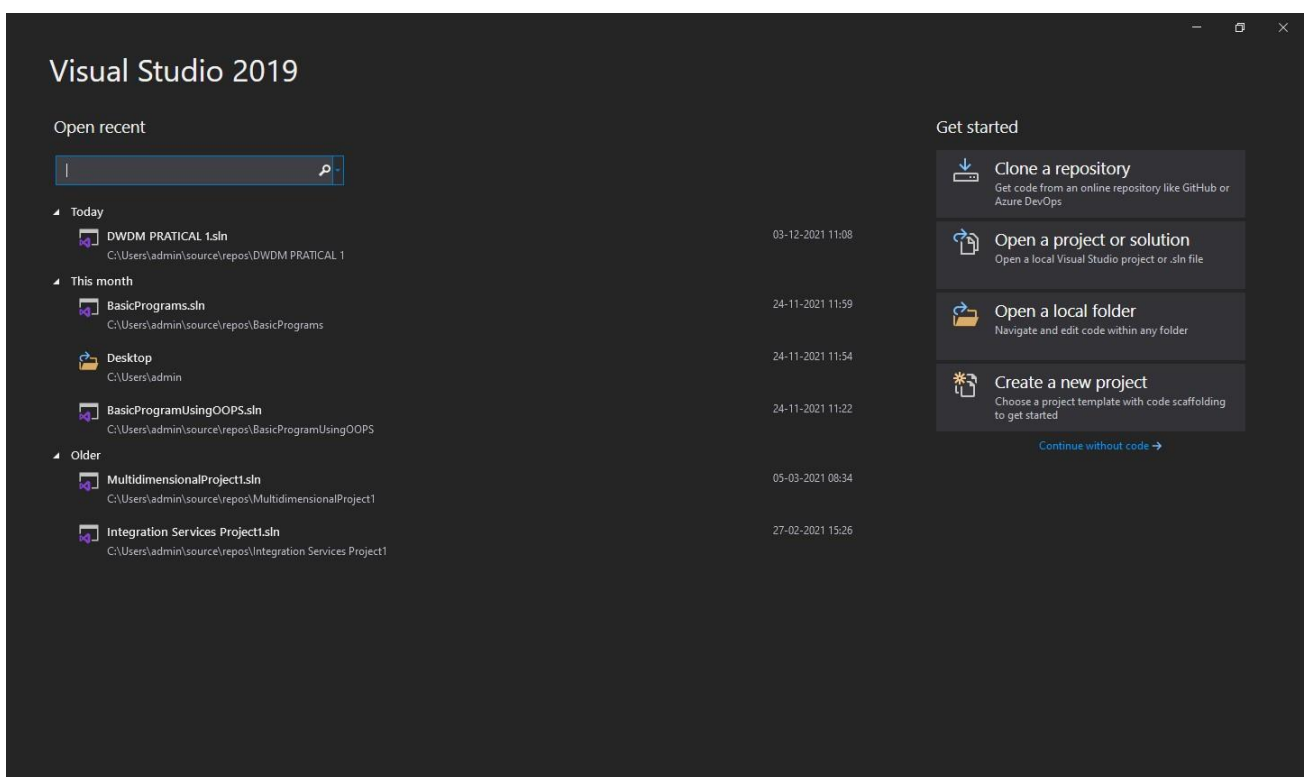 Visual Studio 2019
Open recent
Today
DWDM PRATICAL 1.sln
03-12-2021 11:08
C:\Users\admin\source\repos\DWDM PRATICAL 1
This month
BasicPrograms.sln
24-11-2021 11:59
C:\Users\admin\source\repos\BasicPrograms
Desktop
24-11-2021 11:54
C:\Users\admin
BasicProgramUsingOOPS.sln
24-11-2021 11:22
C:\Users\admin\source\repos\BasicProgramUsingOOPS
Older
MultidimensionalProject1.sln
05-03-2021 08:34
C:\Users\admin\source\repos\MultidimensionalProject1
Integration Services Project1.sln
27-02-2021 15:26
C:\Users\admin\source\repos\Integration Services Project1
Get started
Clone a repository
Get code from an online repository like GitHub or
Azure DevOps
Open a project or solution
Open a local Visual Studio project or .sln file
Open a local folder
Navigate and edit code within any folder
Create a new project
Choose a project template with code scaffolding
to get started
Continue without code →